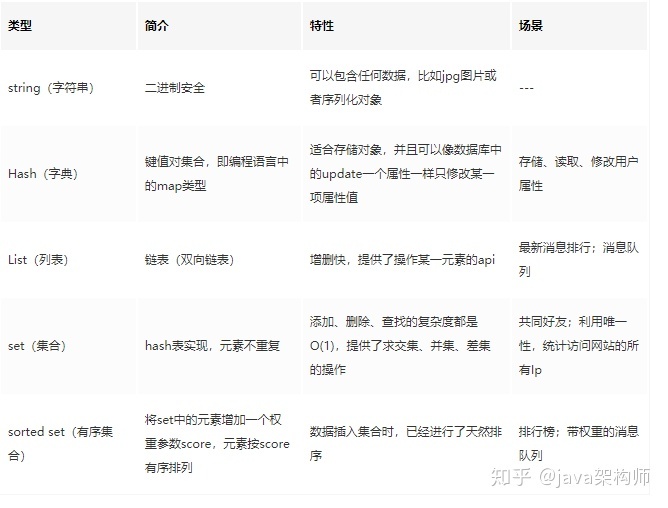 类型 简介 特性 场景
string（字符串） 二进制安全 可以包含任何数据，比如jpg图片或
者序列化对象 ---
Hash（字典） 键值对集合，即编程语言中
的map类型 适合存储对象，并且可以像数据库中
的update一个属性一样只修改某一
项属性值 存储、读取、修改用户
属性
List（列表） 链表（双向链表） 增删快，提供了操作某一元素的api 最新消息排行；消息队
列
set（集合） hash表实现，元素不重复 添加、删除、查找的复杂度都是
O(1)，提供了求交集、并集、差集
的操作 共同好友；利用唯一
性，统计访问网站的所
有Ip
sorted set（有序集
合） 将set中的元素增加一个权
重参数score，元素按score
有序排列 数据插入集合时，已经进行了天然排
序 排行榜；带权重的消息
队列
知乎 @java架构师